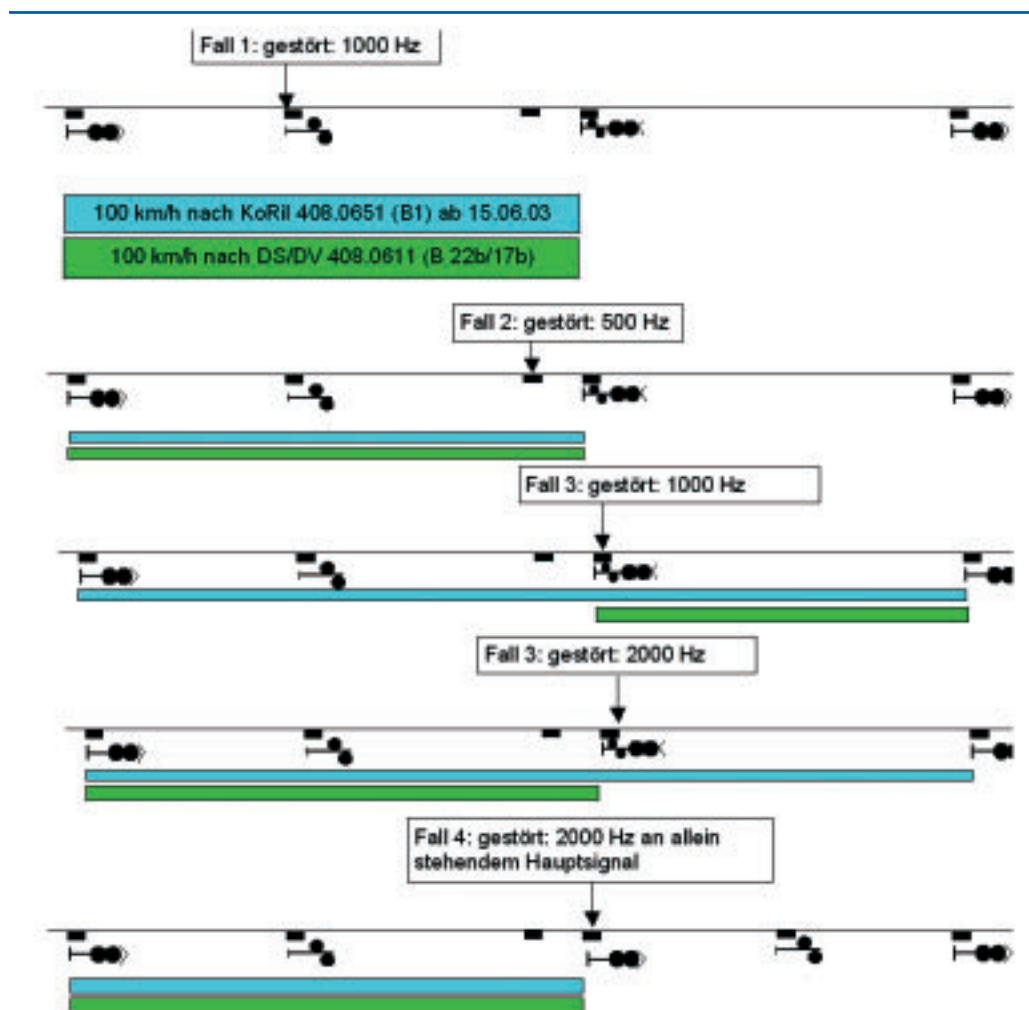 Fall 1: gestört: 1000 Hz
100 km/h nach KoRil 408.0651 (B1) ab 15.06.03
100 km/h nach DS/DV 408.0611 (B 22b/17b)
Fall 2: gestört: 500 Hz
Fall 3: gestört: 1000 Hz
Fall 3: gestört: 2000 Hz
Fall 4: gestört: 2000 Hz an allein
stehendem Hauptsignal